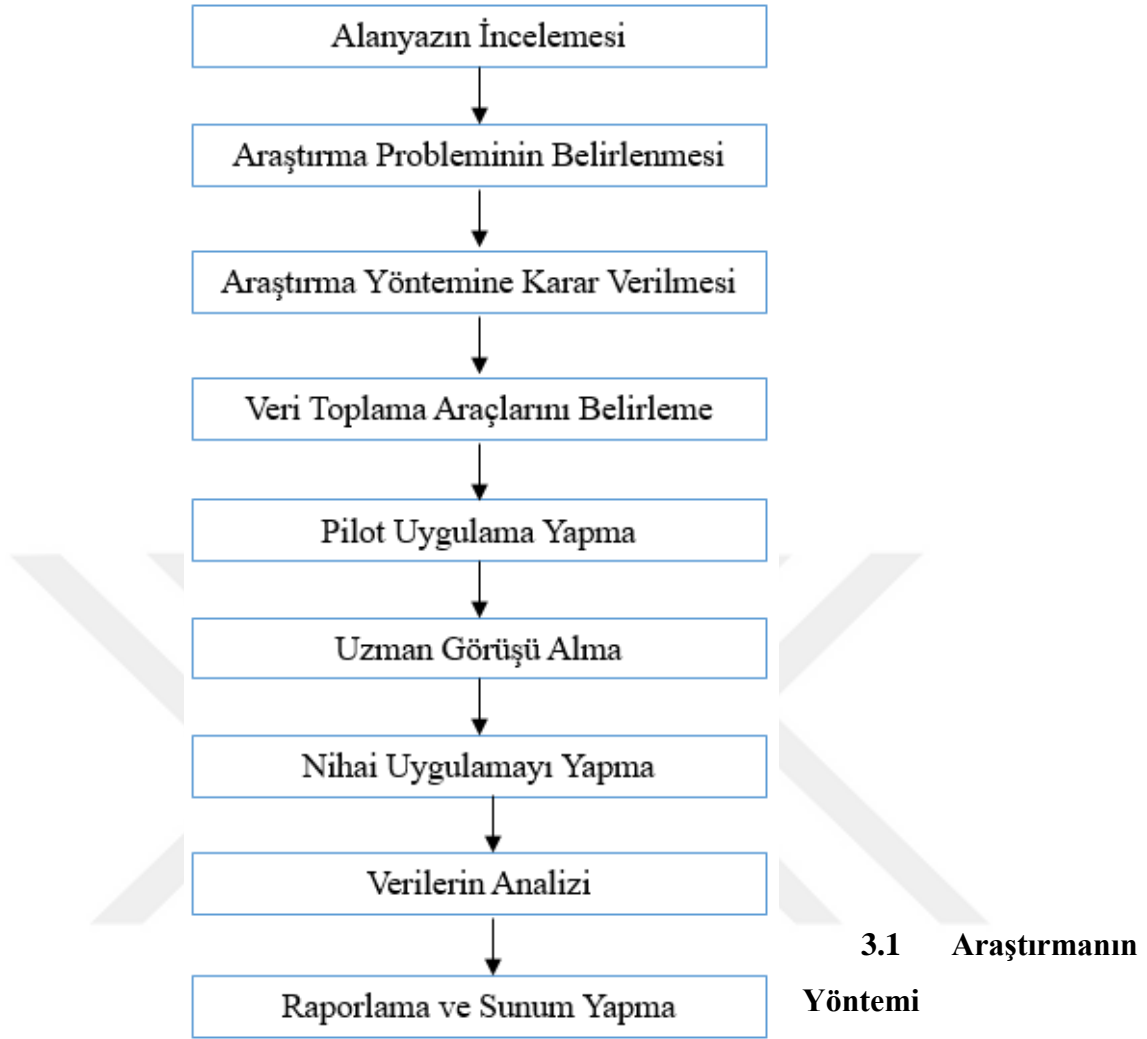 Alanyazın İncelemesi
Araştırma Probleminin Belirlenmesi
Araştırma Yöntemine Karar Verilmesi
Veri Toplama Araçlarını Belirleme
Pilot Uygulama Yapma
Uzman Görüşü Alma
Nihai Uygulamayı Yapma
Verilerin Analizi
Raporlama ve Sunum Yapma
3.1 Araştırmanın
Yöntemi